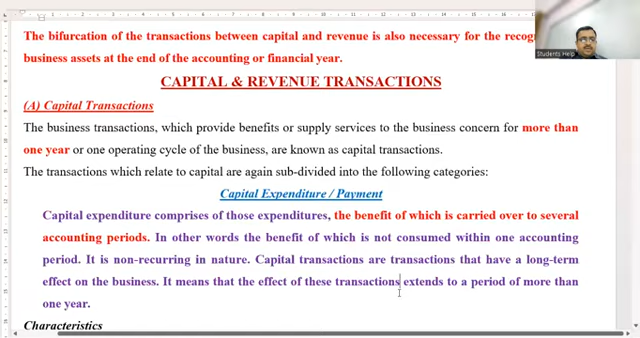 The bifurcation of the transactions between capital and revenue is also necessary for the recog
business assets at the end of the accounting or financial year.
Students Help
CAPITAL & REVENUE TRANSACTIONS
(A) Capital Transactions
The business transactions, which provide benefits or supply services to the business concern for more than
one year or one operating cycle of the business, are known as capital transactions.
The transactions which relate to capital are again sub-divided into the following categories:
Capital Expenditure / Payment
Capital expenditure comprises of those expenditures, the benefit of which is carried over to several
accounting periods. In other words the benefit of which is not consumed within one accounting
period. It is non-recurring in nature. Capital transactions are transactions that have a long-term
effect on the business. It means that the effect of these transactions extends to a period of more than
one year.
Characteristics